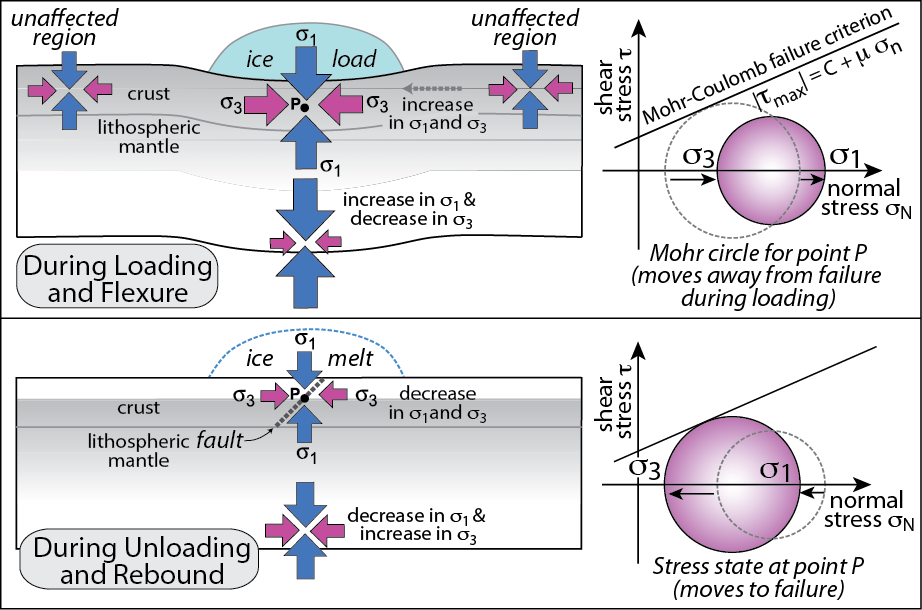 unaffected
region
σ1
ice load
unaffected
region
crust
σ3
P
σ3
increase
in σ1and σ3
lithospheric
mantle
σ1
increase in σ1 &
decrease in σ3
During Loading
and Flexure
shear
stress τ
Mohr-Coulomb failure criterion
|τmax| = C + μ σn
σ3
σ1
normal
stress σN
Mohr circle for point P
(moves away from failure
during loading)
σ1
ice melt
σ3
P
σ3
decrease
in σ1and σ3
crust
lithospheric
mantle
fault
σ1
decrease in σ1 &
increase in σ3
During Unloading
and Rebound
shear
stress τ
σ3
σ1
normal
stress σN
Stress state at point P
(moves to failure)